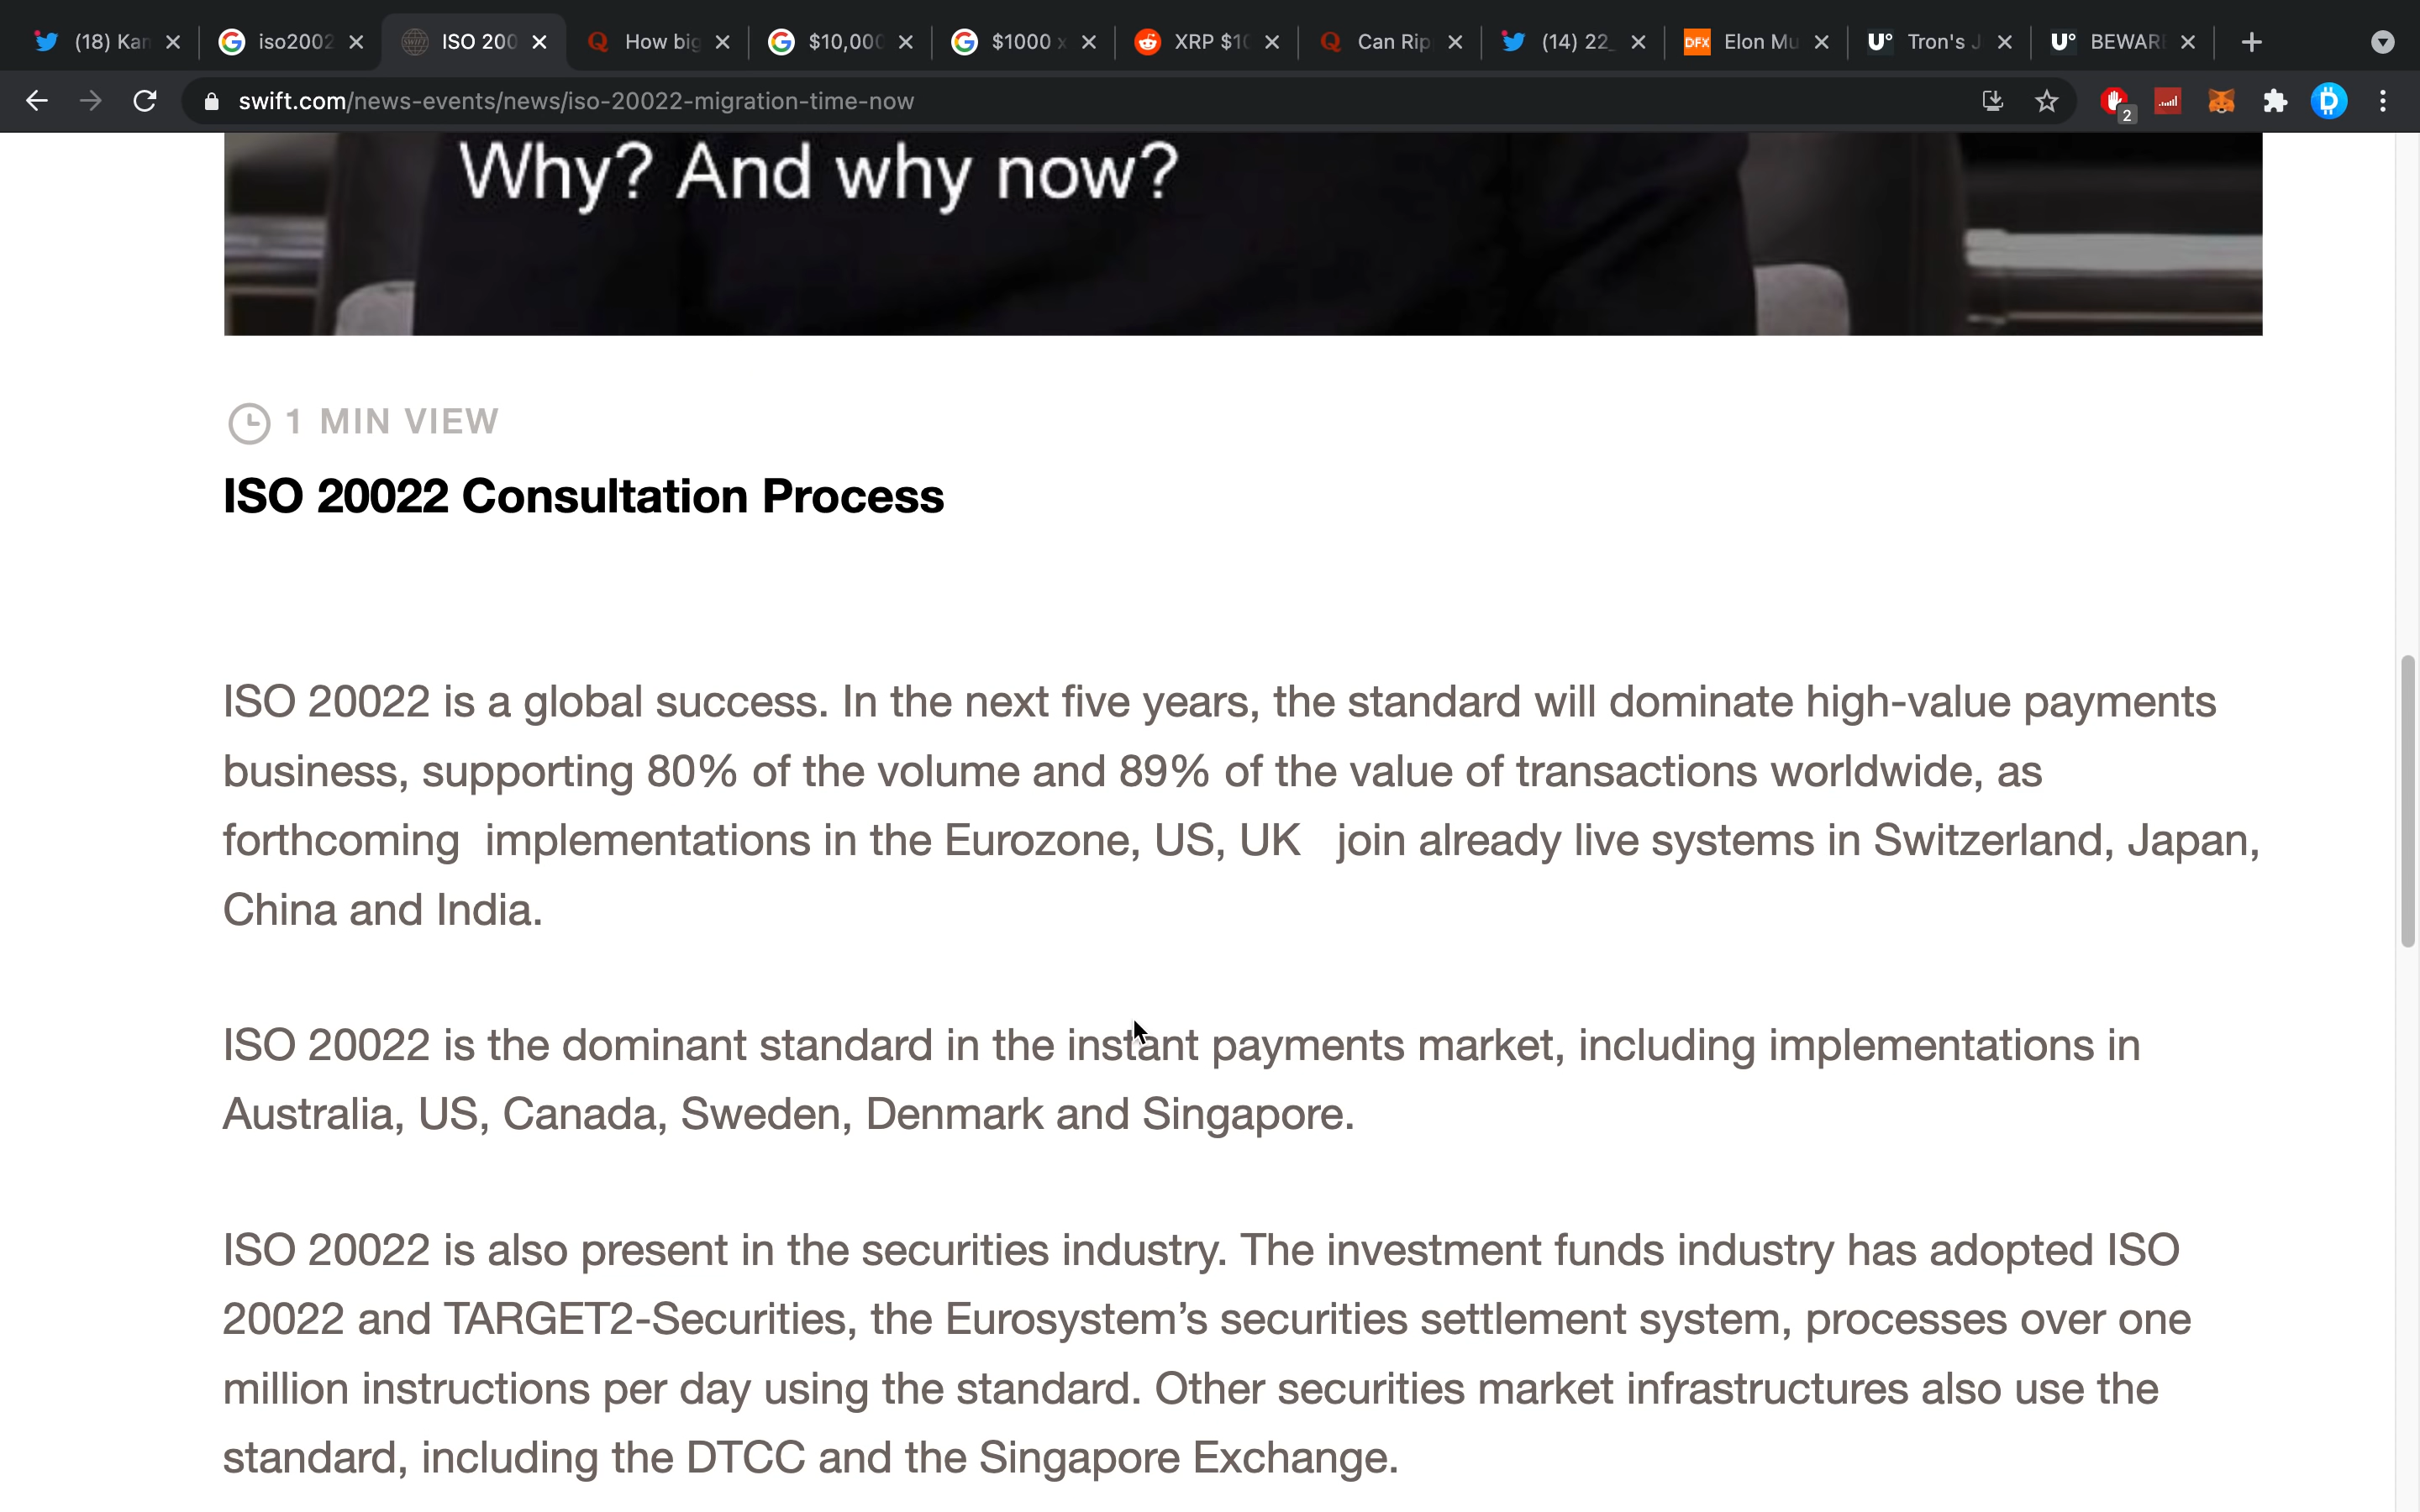 (18) Kan
iso2002
ISO 200
How big
$10,000
$1000 x
XRP $10
Can Rip
(14) 22_
DFX Elon Mu
U° Tron's J
U° BEWARE
swift.com/news-events/news/iso-20022-migration-time-now
2
Why? And why now?
1 MIN VIEW
ISO 20022 Consultation Process
ISO 20022 is a global success. In the next five years, the standard will dominate high-value payments
business, supporting 80% of the volume and 89% of the value of transactions worldwide, as
forthcoming  implementations in the Eurozone, US, UK   join already live systems in Switzerland, Japan,
China and India.
ISO 20022 is the dominant standard in the instant payments market, including implementations in
Australia, US, Canada, Sweden, Denmark and Singapore.
ISO 20022 is also present in the securities industry. The investment funds industry has adopted ISO
20022 and TARGET2-Securities, the Eurosystem’s securities settlement system, processes over one
million instructions per day using the standard. Other securities market infrastructures also use the
standard, including the DTCC and the Singapore Exchange.